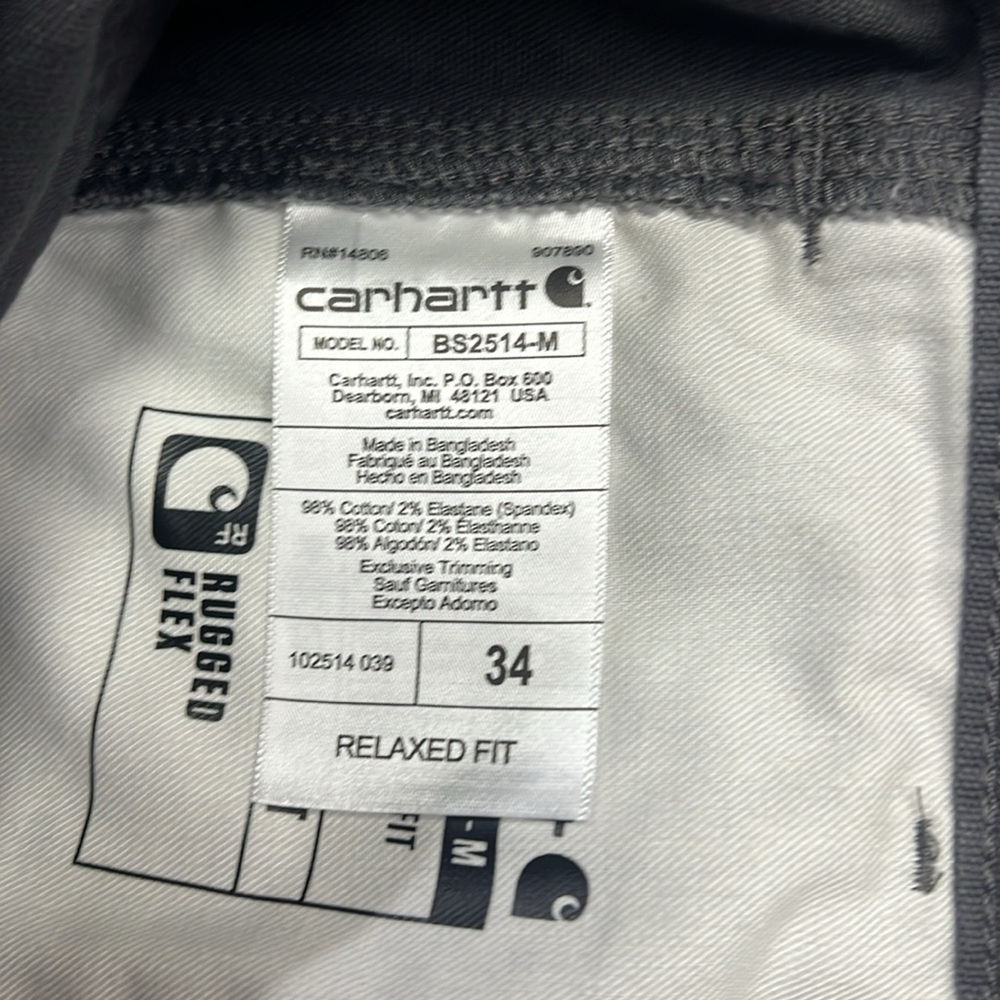 RN#14806 907890
carhartt
MODEL NO. BS2514-M
Carhartt, Inc. P.O. Box 600
Dearborn, MI 48121 USA
carhartt.com
Made in Bangladesh
Fabriqué au Bangladesh
Hecho en Bangladesh
98% Cotton/ 2% Elastane (Spandex)
98% Coton/ 2% Élasthanne
98% Algodón/ 2% Elastano
Exclusive Trimming
Sauf Garnitures
Excepto Adorno
102514 039 34
RELAXED FIT
RF
RUGGED
FLEX
FIT
-M